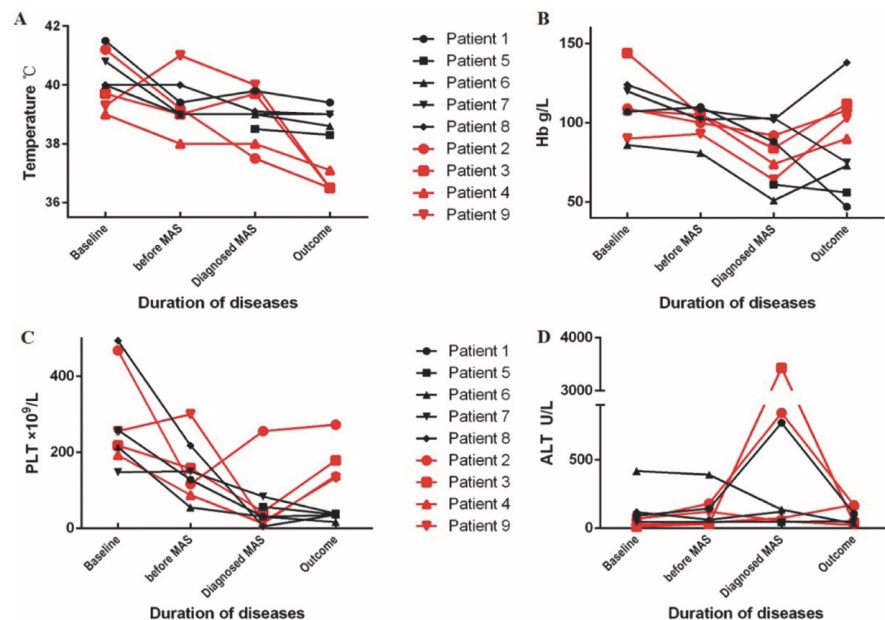 A
Temperature ℃
42
40
38
36
Baseline
before MAS
Diagnosed MAS
Outcome
Duration of diseases
Patient 1
Patient 5
Patient 6
Patient 7
Patient 8
Patient 2
Patient 3
Patient 4
Patient 9
B
Hb g/L
150
100
50
Baseline
before MAS
Diagnosed MAS
Outcome
Duration of diseases
C
PLT ×10⁹/L
400
200
0
Baseline
before MAS
Diagnosed MAS
Outcome
Duration of diseases
Patient 1
Patient 5
Patient 6
Patient 7
Patient 8
Patient 2
Patient 3
Patient 4
Patient 9
D
ALT U/L
4000
3000
500
0
Baseline
before MAS
Diagnosed MAS
Outcome
Duration of diseases